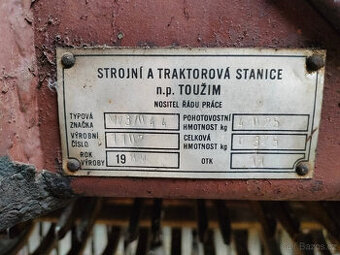 STROJNÍ A TRAKTOROVÁ STANICE
n.p. TOUŽIM
NOSITEL ŘÁDU PRÁCE
TYPOVÁ ZNAČKA
POHOTOVOSTNÍ HMOTNOST kg
VÝROBNÍ ČÍSLO
CELKOVÁ HMOTNOST kg
ROK VÝROBY 19
OTK